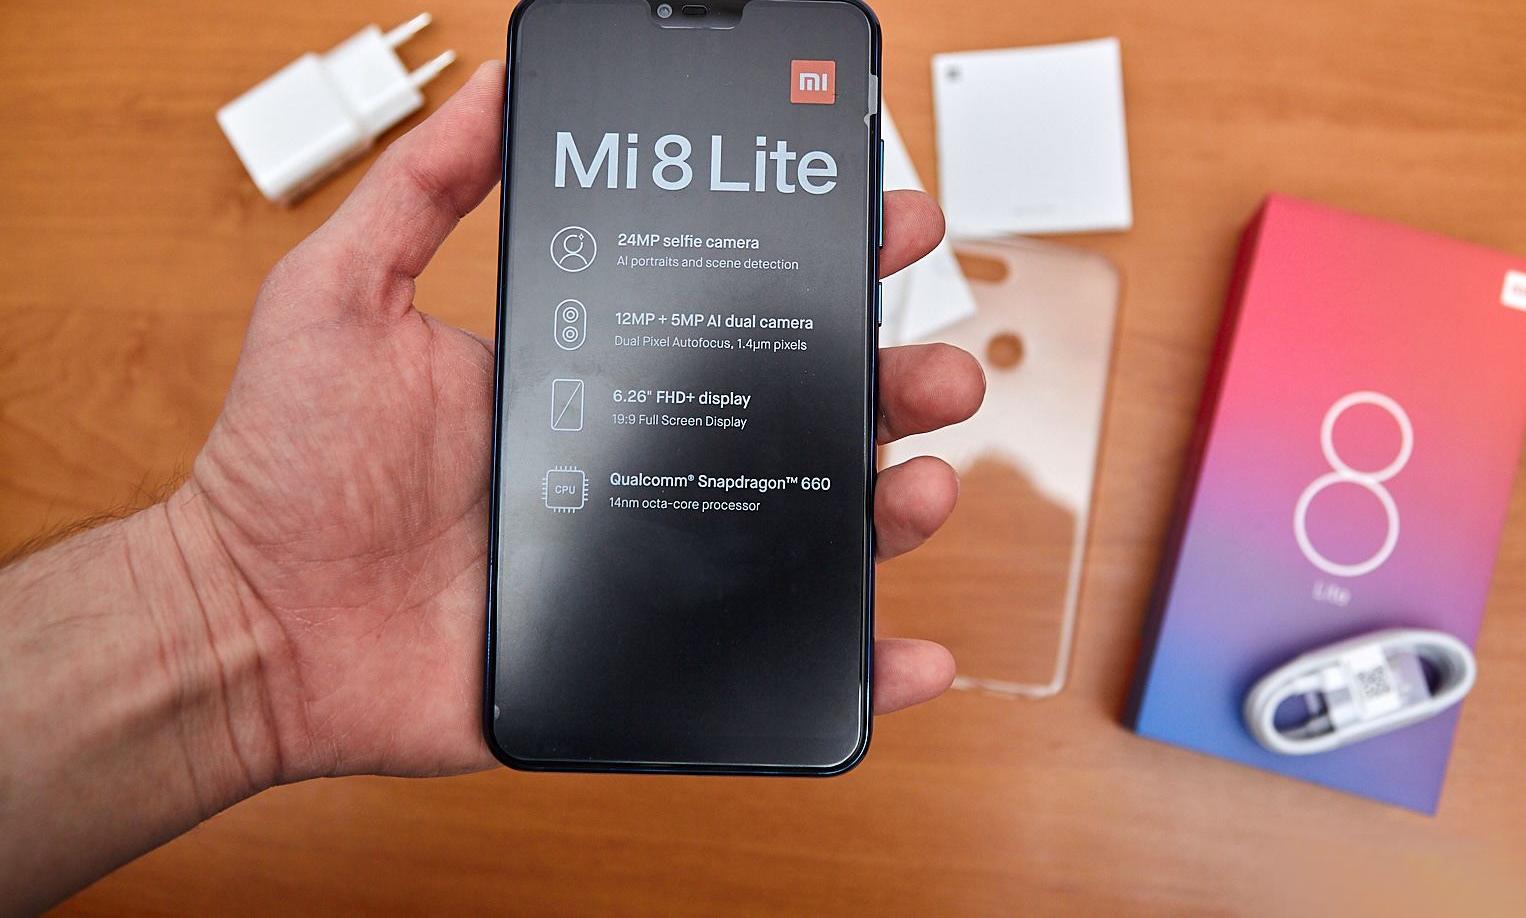 mi
Mi 8 Lite
24MP selfie camera
AI portraits and scene detection
12MP + 5MP AI dual camera
Dual Pixel Autofocus, 1.4µm pixels
6.26" FHD+ display
19:9 Full Screen Display
CPU
Qualcomm® Snapdragon™ 660
14nm octa-core processor
8
Lite